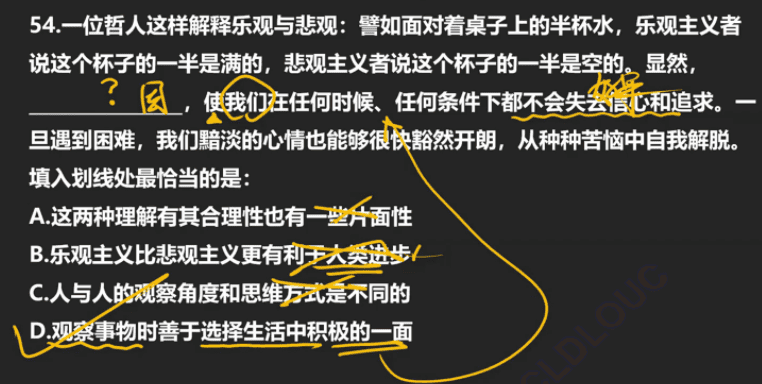 54.一位哲人这样解释乐观与悲观：譬如面对着桌子上的半杯水，乐观主义者
说这个杯子的一半是满的，悲观主义者说这个杯子的一半是空的。显然，
？因，使我们在任何时候、任何条件下都不会失去信心和追求。一
旦遇到困难，我们黯淡的心情也能够很快豁然开朗，从种种苦恼中自我解脱。
填入划线处最恰当的是：
A.这两种理解有其合理性也有一些片面性
B.乐观主义比悲观主义更有利于人类进步
C.人与人的观察角度和思维方式是不同的
D.观察事物时善于选择生活中积极的一面